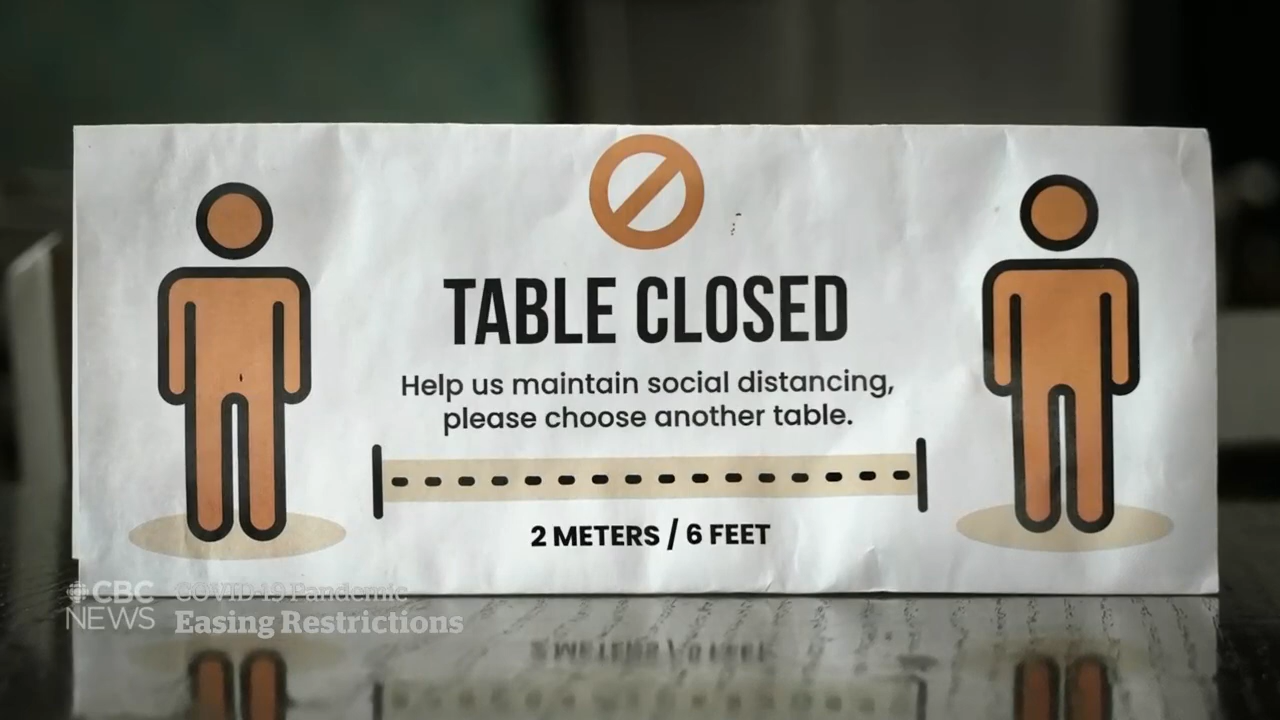 TABLE CLOSED
Help us maintain social distancing,
please choose another table.
2 METERS / 6 FEET
CBC
NEWS
COVID-19 Pandemic
Easing Restrictions